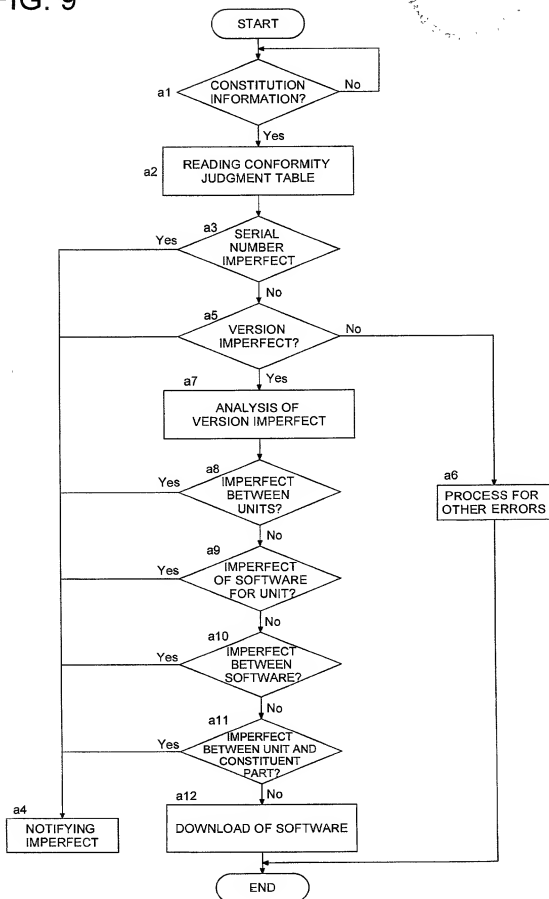 FIG. 9
START
a1
CONSTITUTION
INFORMATION?
No
Yes
a2
READING CONFORMITY
JUDGMENT TABLE
a3
Yes
SERIAL
NUMBER
IMPERFECT
No
a5
VERSION
IMPERFECT?
No
Yes
a7
ANALYSIS OF
VERSION IMPERFECT
a8
Yes
IMPERFECT
BETWEEN
UNITS?
No
a6
PROCESS FOR
OTHER ERRORS
a9
Yes
IMPERFECT
OF SOFTWARE
FOR UNIT?
No
a10
Yes
IMPERFECT
BETWEEN
SOFTWARE?
No
a11
Yes
IMPERFECT
BETWEEN UNIT AND
CONSTITUENT
PART?
No
a4
NOTIFYING
IMPERFECT
a12
DOWNLOAD OF SOFTWARE
END